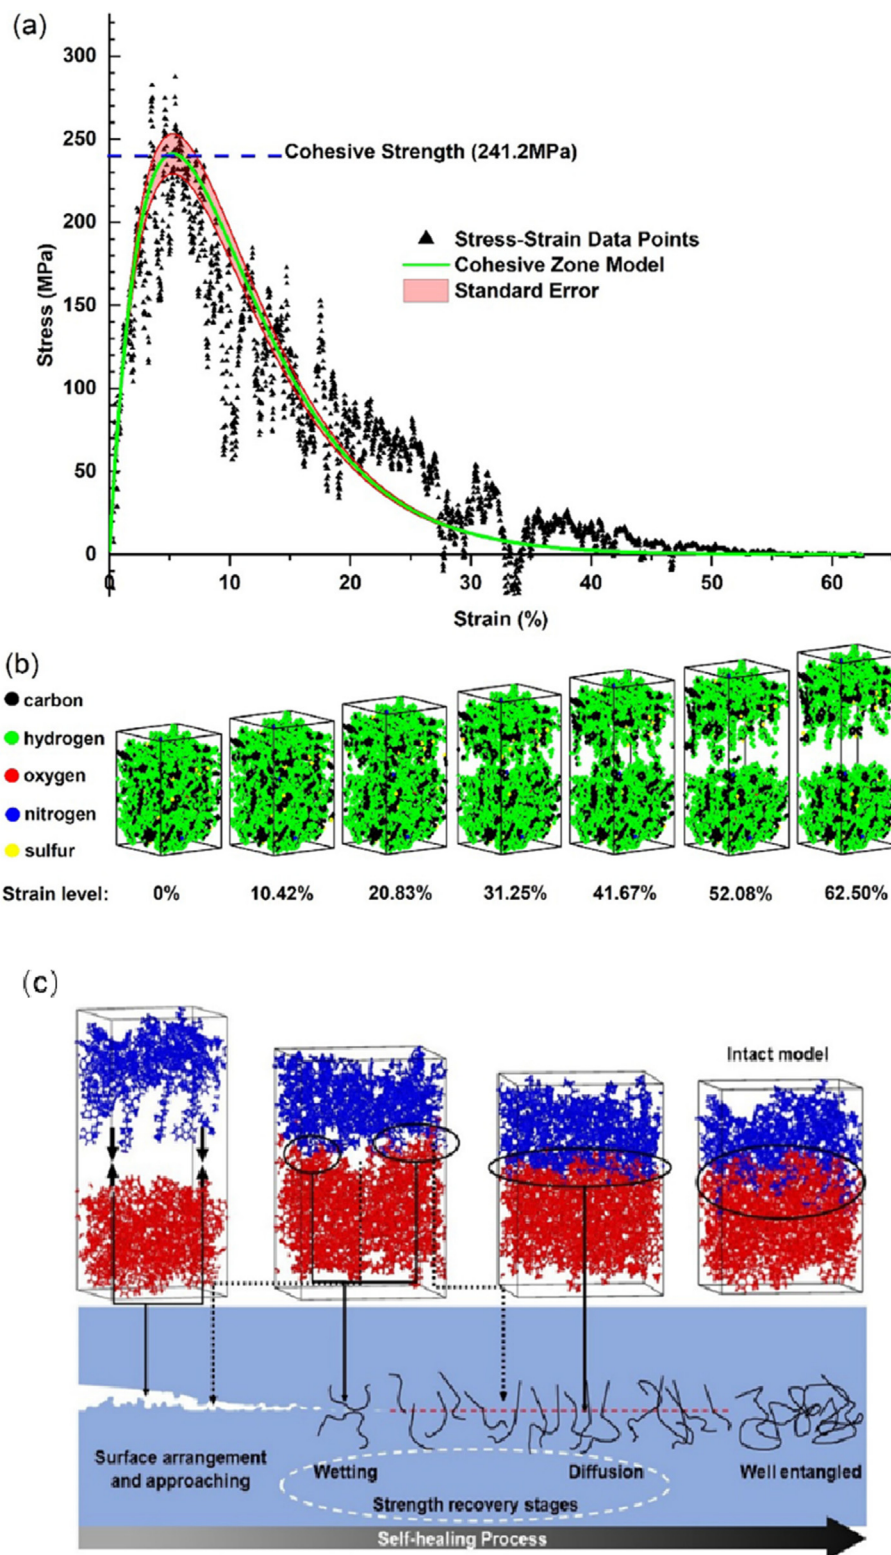 (a)
300
250
200
150
100
50
0
Stress (MPa)
Cohesive Strength (241.2MPa)
Stress-Strain Data Points
Cohesive Zone Model
Standard Error
0 10 20 30 40 50 60
Strain (%)
(b)
carbon
hydrogen
oxygen
nitrogen
sulfur
Strain level: 0% 10.42% 20.83% 31.25% 41.67% 52.08% 62.50%
(c)
Intact model
Surface arrangement
and approaching
Wetting
Diffusion
Well entangled
Strength recovery stages
Self-healing Process